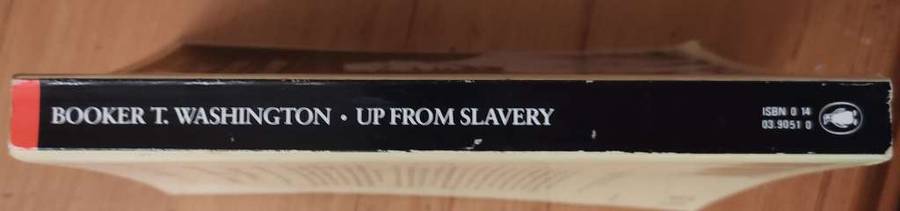 BOOKER T. WASHINGTON • UP FROM SLAVERY
ISBN 0 14
03.9051 0